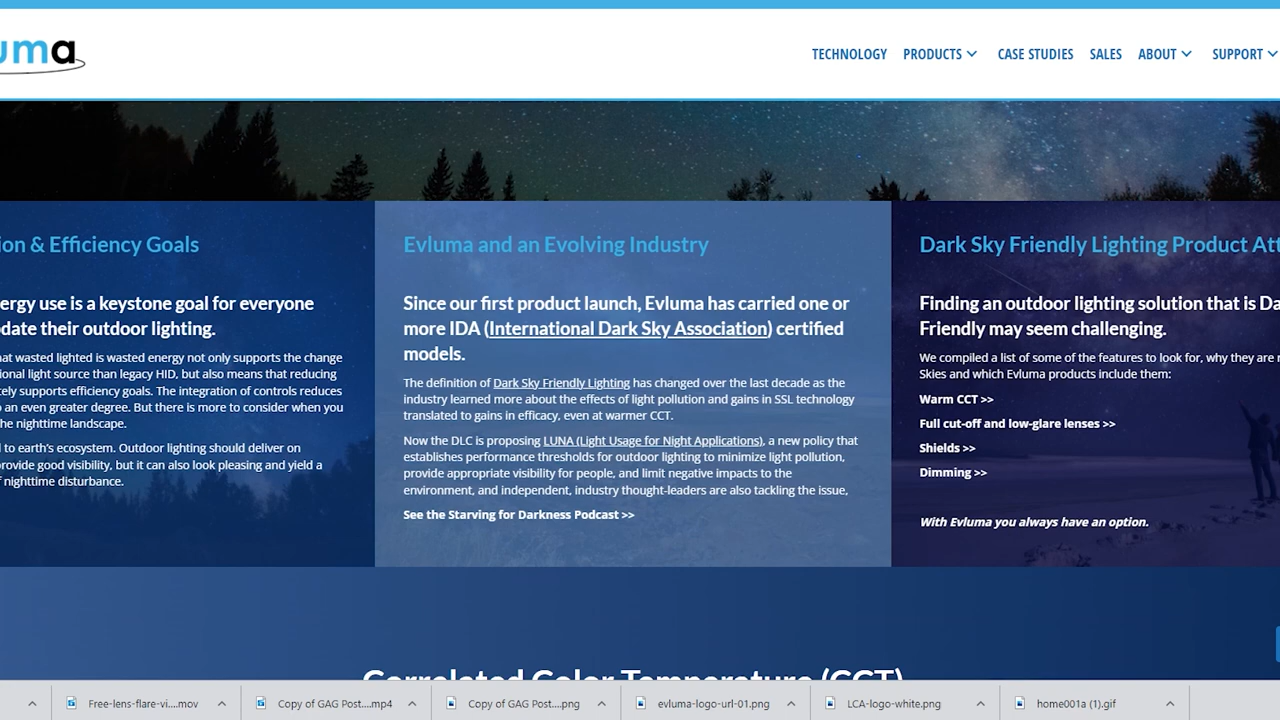 uma
TECHNOLOGY
PRODUCTS
CASE STUDIES
SALES
ABOUT
SUPPORT
ion & Efficiency Goals
ergy use is a keystone goal for everyone
date their outdoor lighting.
hat wasted lighted is wasted energy not only supports the change
ional light source than legacy HID, but also means that reducing
tely supports efficiency goals. The integration of controls reduces
o an even greater degree. But there is more to consider when you
he nighttime landscape.
l to earth's ecosystem. Outdoor lighting should deliver on
provide good visibility, but it can also look pleasing and yield a
f nighttime disturbance.
Evluma and an Evolving Industry
Since our first product launch, Evluma has carried one or
more IDA (International Dark Sky Association) certified
models.
The definition of Dark Sky Friendly Lighting has changed over the last decade as the
industry learned more about the effects of light pollution and gains in SSL technology
translated to gains in efficacy, even at warmer CCT.
Now the DLC is proposing LUNA (Light Usage for Night Applications), a new policy that
establishes performance thresholds for outdoor lighting to minimize light pollution,
provide appropriate visibility for people, and limit negative impacts to the
environment, and independent, industry thought-leaders are also tackling the issue,
See the Starving for Darkness Podcast >>
Dark Sky Friendly Lighting Product Att
Finding an outdoor lighting solution that is Da
Friendly may seem challenging.
We compiled a list of some of the features to look for, why they are
Skies and which Evluma products include them:
Warm CCT >>
Full cut-off and low-glare lenses >>
Shields >>
Dimming >>
With Evluma you always have an option.
Correlated Color Temperature (CCT)
Free-lens-flare-vi....mov
Copy of GAG Post....mp4
Copy of GAG Post....png
evluma-logo-url-01.png
LCA-logo-white.png
home001a (1).gif